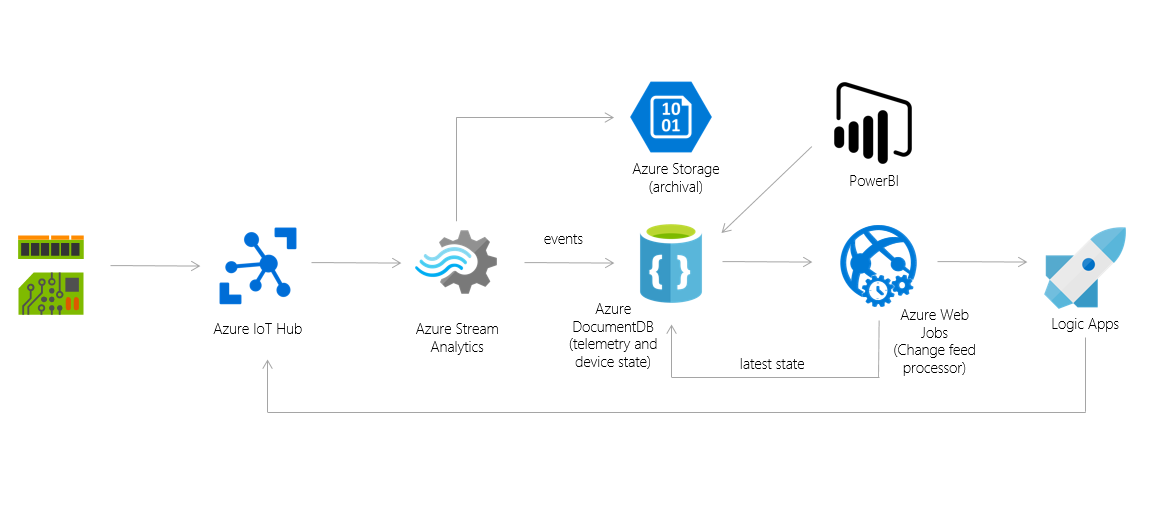 10
01
Azure Storage
(archival)
PowerBI
events
Azure IoT Hub
Azure Stream
Analytics
Azure
DocumentDB
(telemetry and
device state)
{ }
Azure Web
Jobs
(Change feed
processor)
Logic Apps
latest state